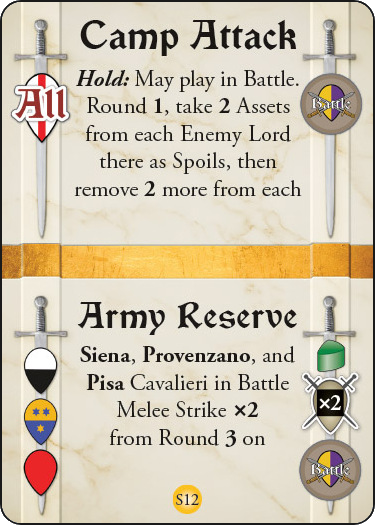 Camp Attack
Hold: May play in Battle.
All
Battle
Round 1, take 2 Assets
from each Enemy Lord
there as Spoils, then
remove 2 more from each
Army Reserve
Siena, Provenzano, and
Pisa Cavalieri in Battle
Melee Strike ×2
×2
from Round 3 on
Battle
S12